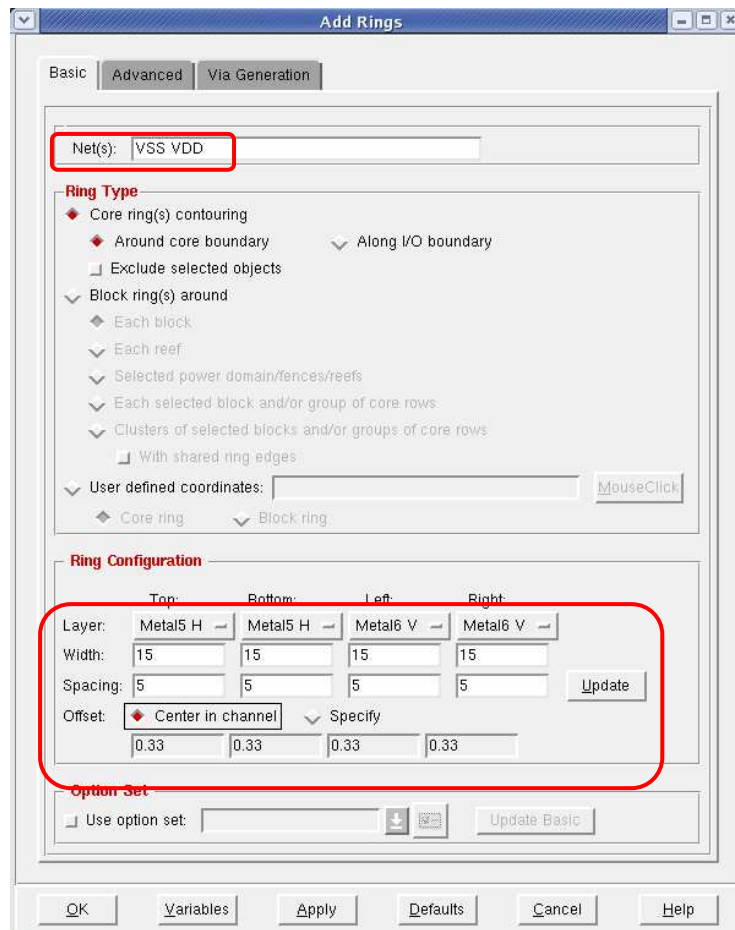 Add Rings
Basic Advanced Via Generation
Net(s): VSS VDD
Ring Type
Core ring(s) contouring
Around core boundary Along I/O boundary
Exclude selected objects
Block ring(s) around
Each block
Each reef
Selected power domain/fences/reefs
Each selected block and/or group of core rows
Clusters of selected blocks and/or groups of core rows
With shared ring edges
User defined coordinates: MouseClick
Core ring Block ring
Ring Configuration
Top: Bottom: Left: Right:
Layer: Metal5 H Metal5 H Metal6 V Metal6 V
Width: 15 15 15 15
Spacing: 5 5 5 5 Update
Offset: Center in channel Specify
0.33 0.33 0.33 0.33
Option Set
Use option set: Update Basic
OK Variables Apply Defaults Cancel Help